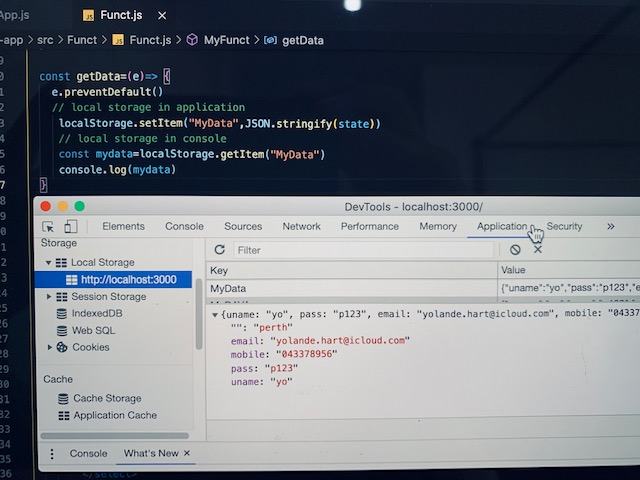 App.js JS Funct.js ×
-app > src > Funct > JS Funct.js > MyFunct > getData
const getData=(e)=> {
e.preventDefault()
// local storage in application
localStorage.setItem("MyData",JSON.stringify(state))
// local storage in console
const mydata=localStorage.getItem("MyData")
console.log(mydata)
}
DevTools - localhost:3000/
Elements Console Sources Network Performance Memory Application Security »
Storage
Local Storage
http://localhost:3000
Session Storage
IndexedDB
Web SQL
Cookies
Cache
Cache Storage
Application Cache
Filter
Key Value
MyData {"uname":"yo","pass":"p123","e
{uname: "yo", pass: "p123", email: "yolande.hart@icloud.com", mobile: "04337
"": "perth"
email: "yolande.hart@icloud.com"
mobile: "043378956"
pass: "p123"
uname: "yo"
Console What's New ×
36 </select>